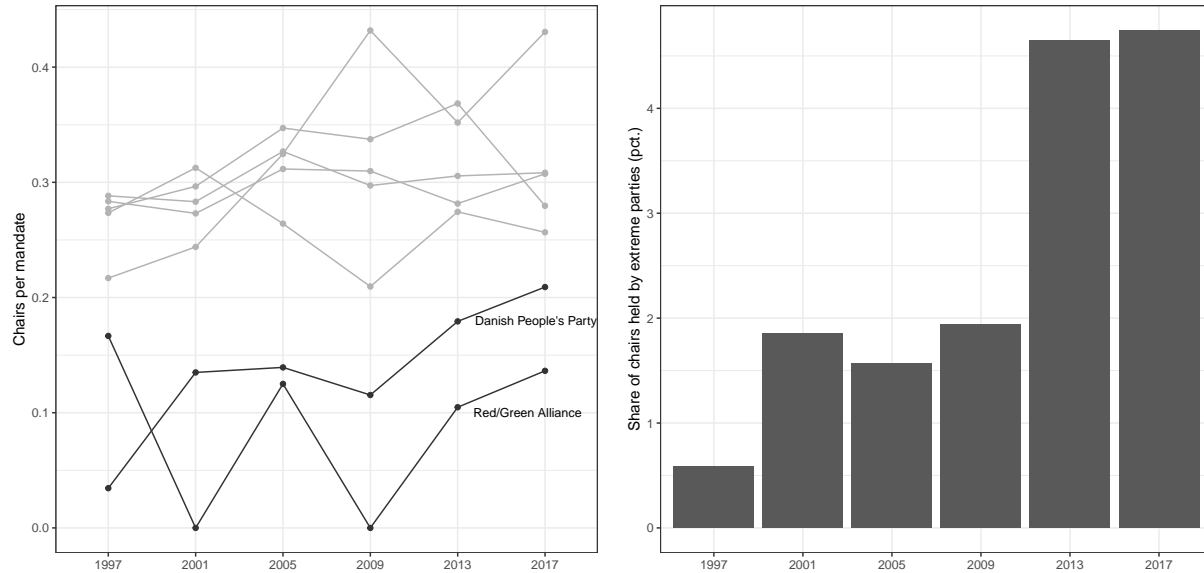 Chairs per mandate
0.4
0.3
0.2
0.1
0.0
Danish People's Party
Red/Green Alliance
1997 2001 2005 2009 2013 2017
Share of chairs held by extreme parties (pct.)
4
3
2
1
0
1997 2001 2005 2009 2013 2017